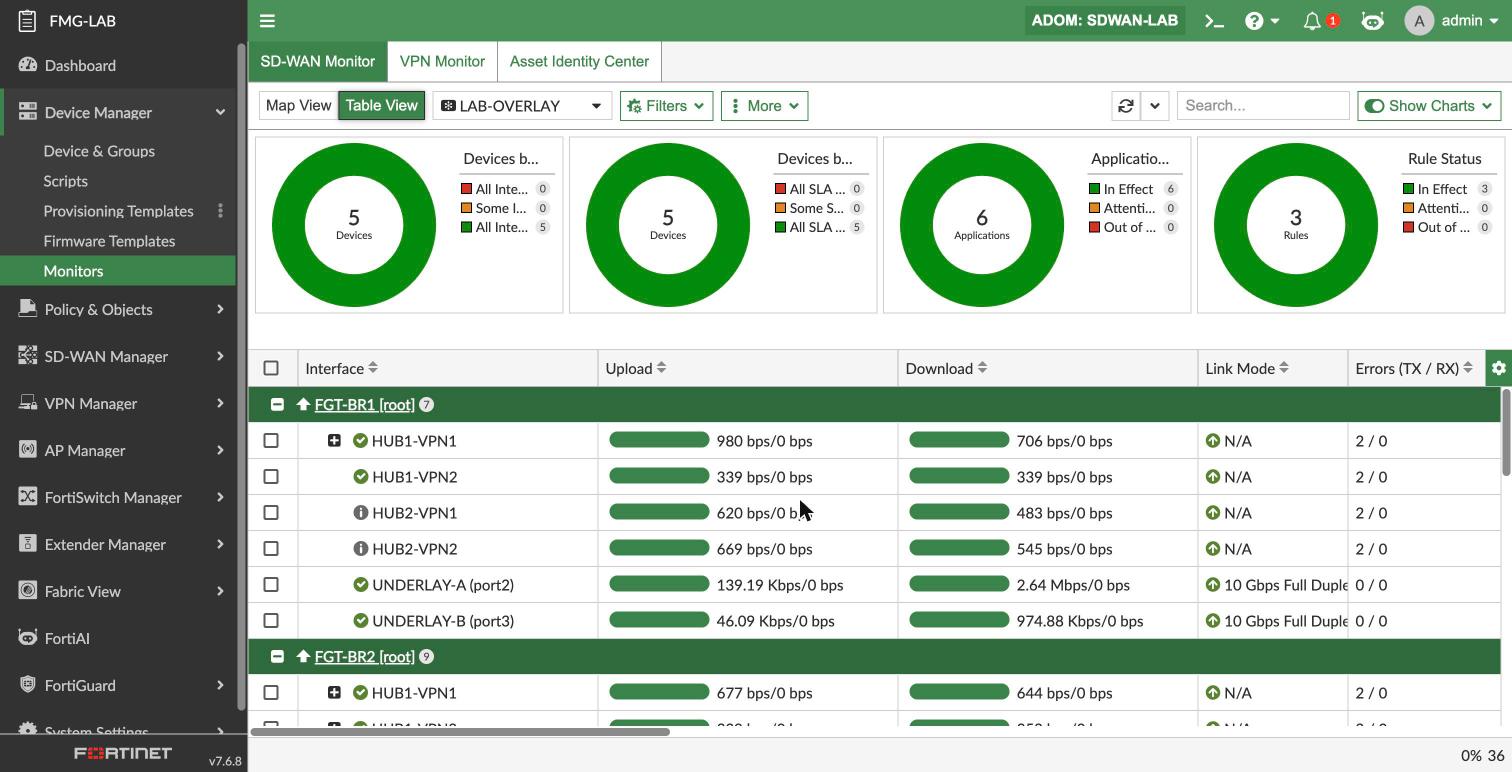 FMG-LAB
ADOM: SDWAN-LAB
1
A
admin
Dashboard
Device Manager
Device & Groups
Scripts
Provisioning Templates
Firmware Templates
Monitors
Policy & Objects
SD-WAN Manager
VPN Manager
AP Manager
FortiSwitch Manager
Extender Manager
Fabric View
FortiAI
FortiGuard
System Settings
FORTINET
v7.6.8
SD-WAN Monitor
VPN Monitor
Asset Identity Center
Map View
Table View
LAB-OVERLAY
Filters
More
Search...
Show Charts
5
Devices
Devices b...
All Inte... 0
Some I... 0
All Inte... 5
5
Devices
Devices b...
All SLA ... 0
Some S... 0
All SLA ... 5
6
Applications
Applicatio...
In Effect 6
Attenti... 0
Out of ... 0
3
Rules
Rule Status
In Effect 3
Attenti... 0
Out of ... 0
Interface Upload Download Link Mode Errors (TX / RX)
FGT-BR1 [root] 7
HUB1-VPN1 980 bps/0 bps 706 bps/0 bps N/A 2 / 0
HUB1-VPN2 339 bps/0 bps 339 bps/0 bps N/A 2 / 0
HUB2-VPN1 620 bps/0 483 bps/0 bps N/A 2 / 0
HUB2-VPN2 669 bps/0 bps 545 bps/0 bps N/A 2 / 0
UNDERLAY-A (port2) 139.19 Kbps/0 bps 2.64 Mbps/0 bps 10 Gbps Full Duple 0 / 0
UNDERLAY-B (port3) 46.09 Kbps/0 bps 974.88 Kbps/0 bps 10 Gbps Full Duple 0 / 0
FGT-BR2 [root] 9
HUB1-VPN1 677 bps/0 bps 644 bps/0 bps N/A 2 / 0
0% 36